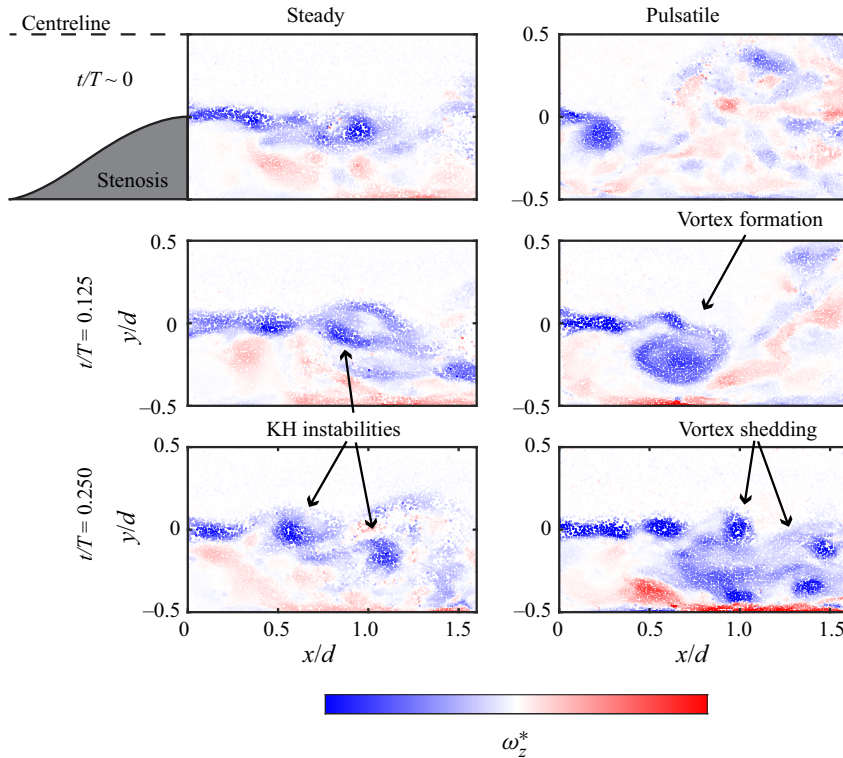 Steady
Pulsatile
Centreline
t/T ~ 0
Stenosis
0.5
0
−0.5
Vortex formation
t/T = 0.125
y/d
0.5
0
−0.5
0.5
0
−0.5
KH instabilities
Vortex shedding
t/T = 0.250
y/d
0.5
0
−0.5
0.5
0
−0.5
0
0.5
1.0
1.5
0
0.5
1.0
1.5
x/d
x/d
ω*z